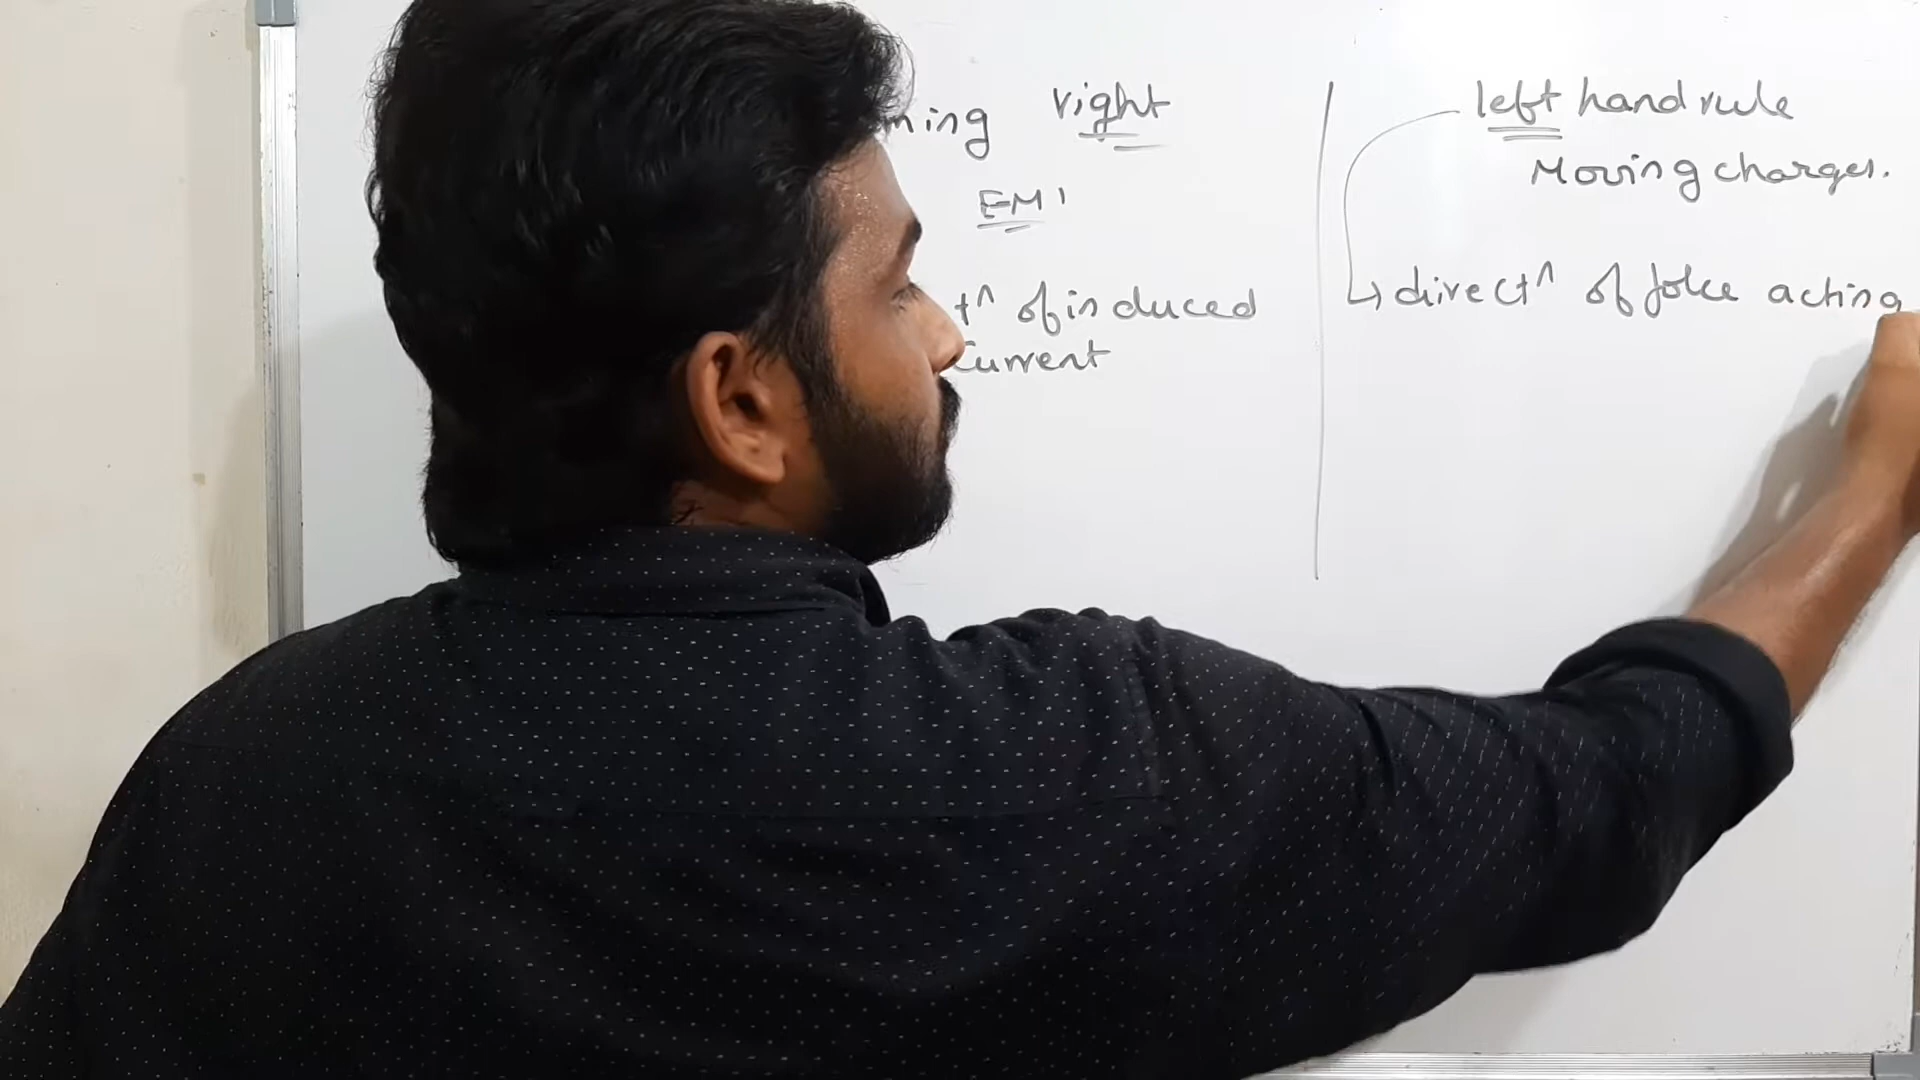 ming right
EMI
t^ of induced
Current
left hand rule
Moving charges.
↳ direct^ of force acting